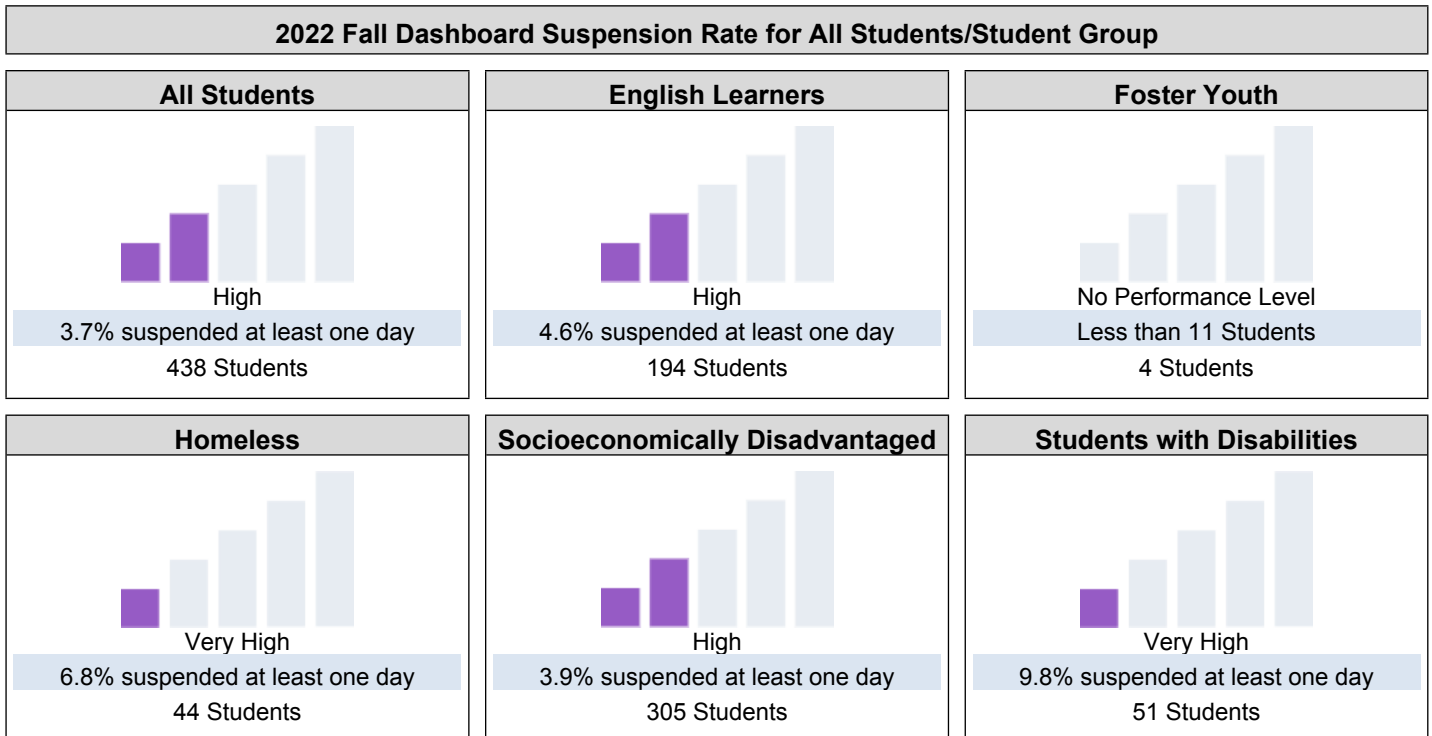 2022 Fall Dashboard Suspension Rate for All Students/Student Group
All Students
High
3.7% suspended at least one day
438 Students
English Learners
High
4.6% suspended at least one day
194 Students
Foster Youth
No Performance Level
Less than 11 Students
4 Students
Homeless
Very High
6.8% suspended at least one day
44 Students
Socioeconomically Disadvantaged
High
3.9% suspended at least one day
305 Students
Students with Disabilities
Very High
9.8% suspended at least one day
51 Students